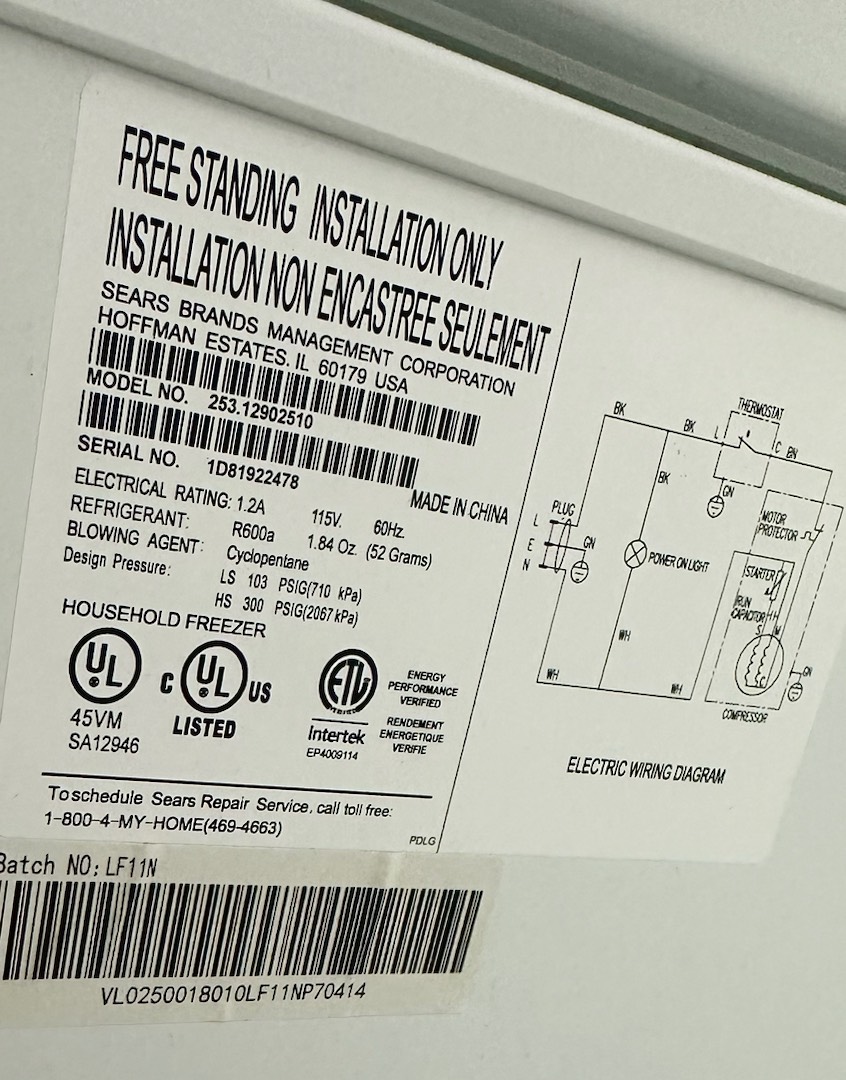 FREE STANDING INSTALLATION ONLY
INSTALLATION NON ENCASTREE SEULEMENT
SEARS BRANDS MANAGEMENT CORPORATION
HOFFMAN ESTATES, IL 60179 USA
MODEL NO. 253.12902510
SERIAL NO. 1D81922478
MADE IN CHINA
ELECTRICAL RATING: 1.2A 115V. 60Hz.
REFRIGERANT: R600a 1.84 Oz. (52 Grams)
BLOWING AGENT: Cyclopentane
Design Pressure: LS 103 PSIG(710 kPa)
HS 300 PSIG(2067 kPa)
HOUSEHOLD FREEZER
UL
45VM
SA12946
C UL US
LISTED
ETL
Intertek
EP4009114
ENERGY
PERFORMANCE
VERIFIED
RENDEMENT
ENERGETIQUE
VERIFIE
To schedule Sears Repair Service, call toll free:
1-800-4-MY-HOME(469-4663)
PDLG
BK
BK
L
THERMOSTAT
C
BN
BK
GN
PLUG
L
E
N
GN
POWER ON LIGHT
MOTOR
PROTECTOR
STARTER
RUN
CAPACITOR
S
M
C
GN
WH
WH
WH
COMPRESSOR
ELECTRIC WIRING DIAGRAM
Batch NO: LF11N
VL0250018010LF11NP70414